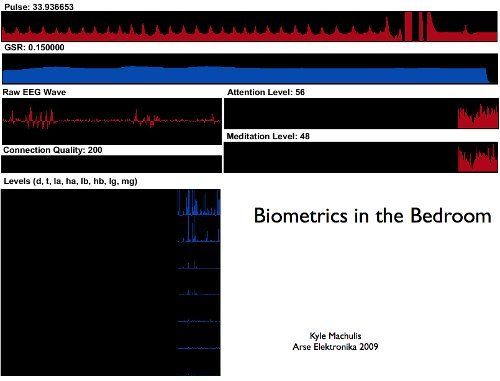 Pulse: 33.936653
GSR: 0.150000
Raw EEG Wave
Attention Level: 56
Connection Quality: 200
Meditation Level: 48
Levels (d, t, la, ha, lb, hb, lg, mg)
Biometrics in the Bedroom
Kyle Machulis
Arse Elektronika 2009